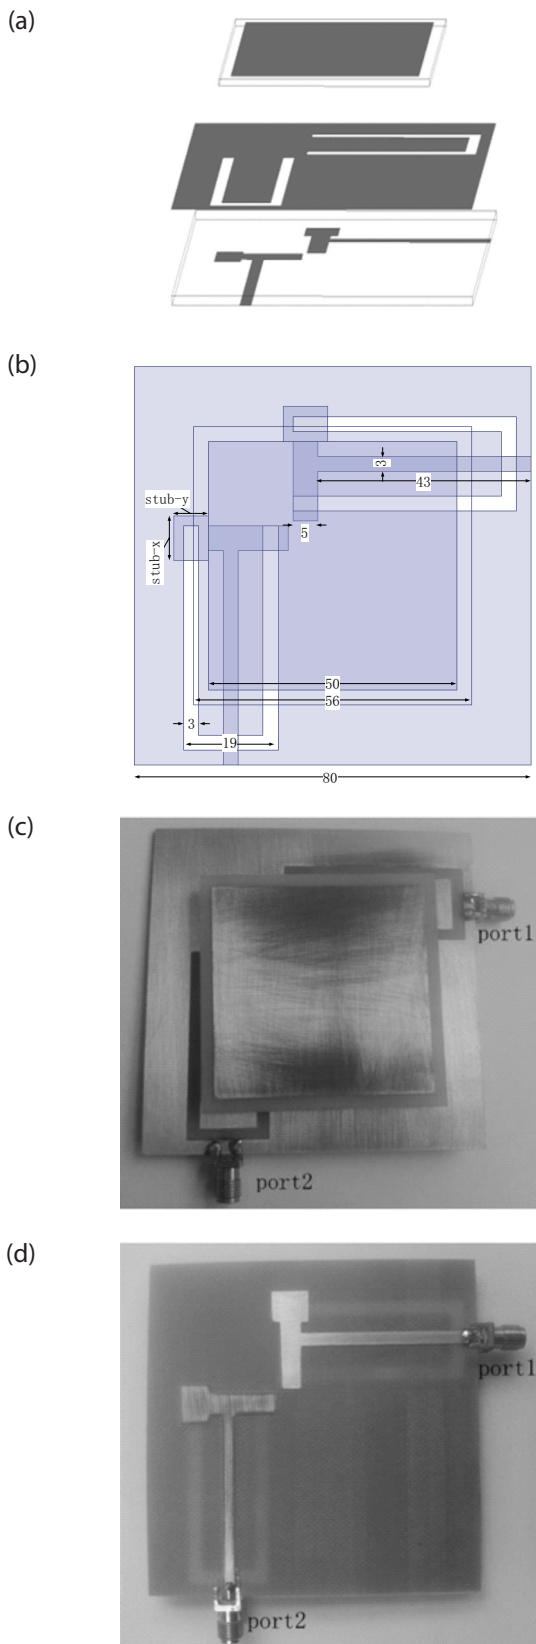 (a)
(b)
3
43
stub-y
stub-x
5
50
56
3
19
80
(c)
port1
port2
(d)
port1
port2